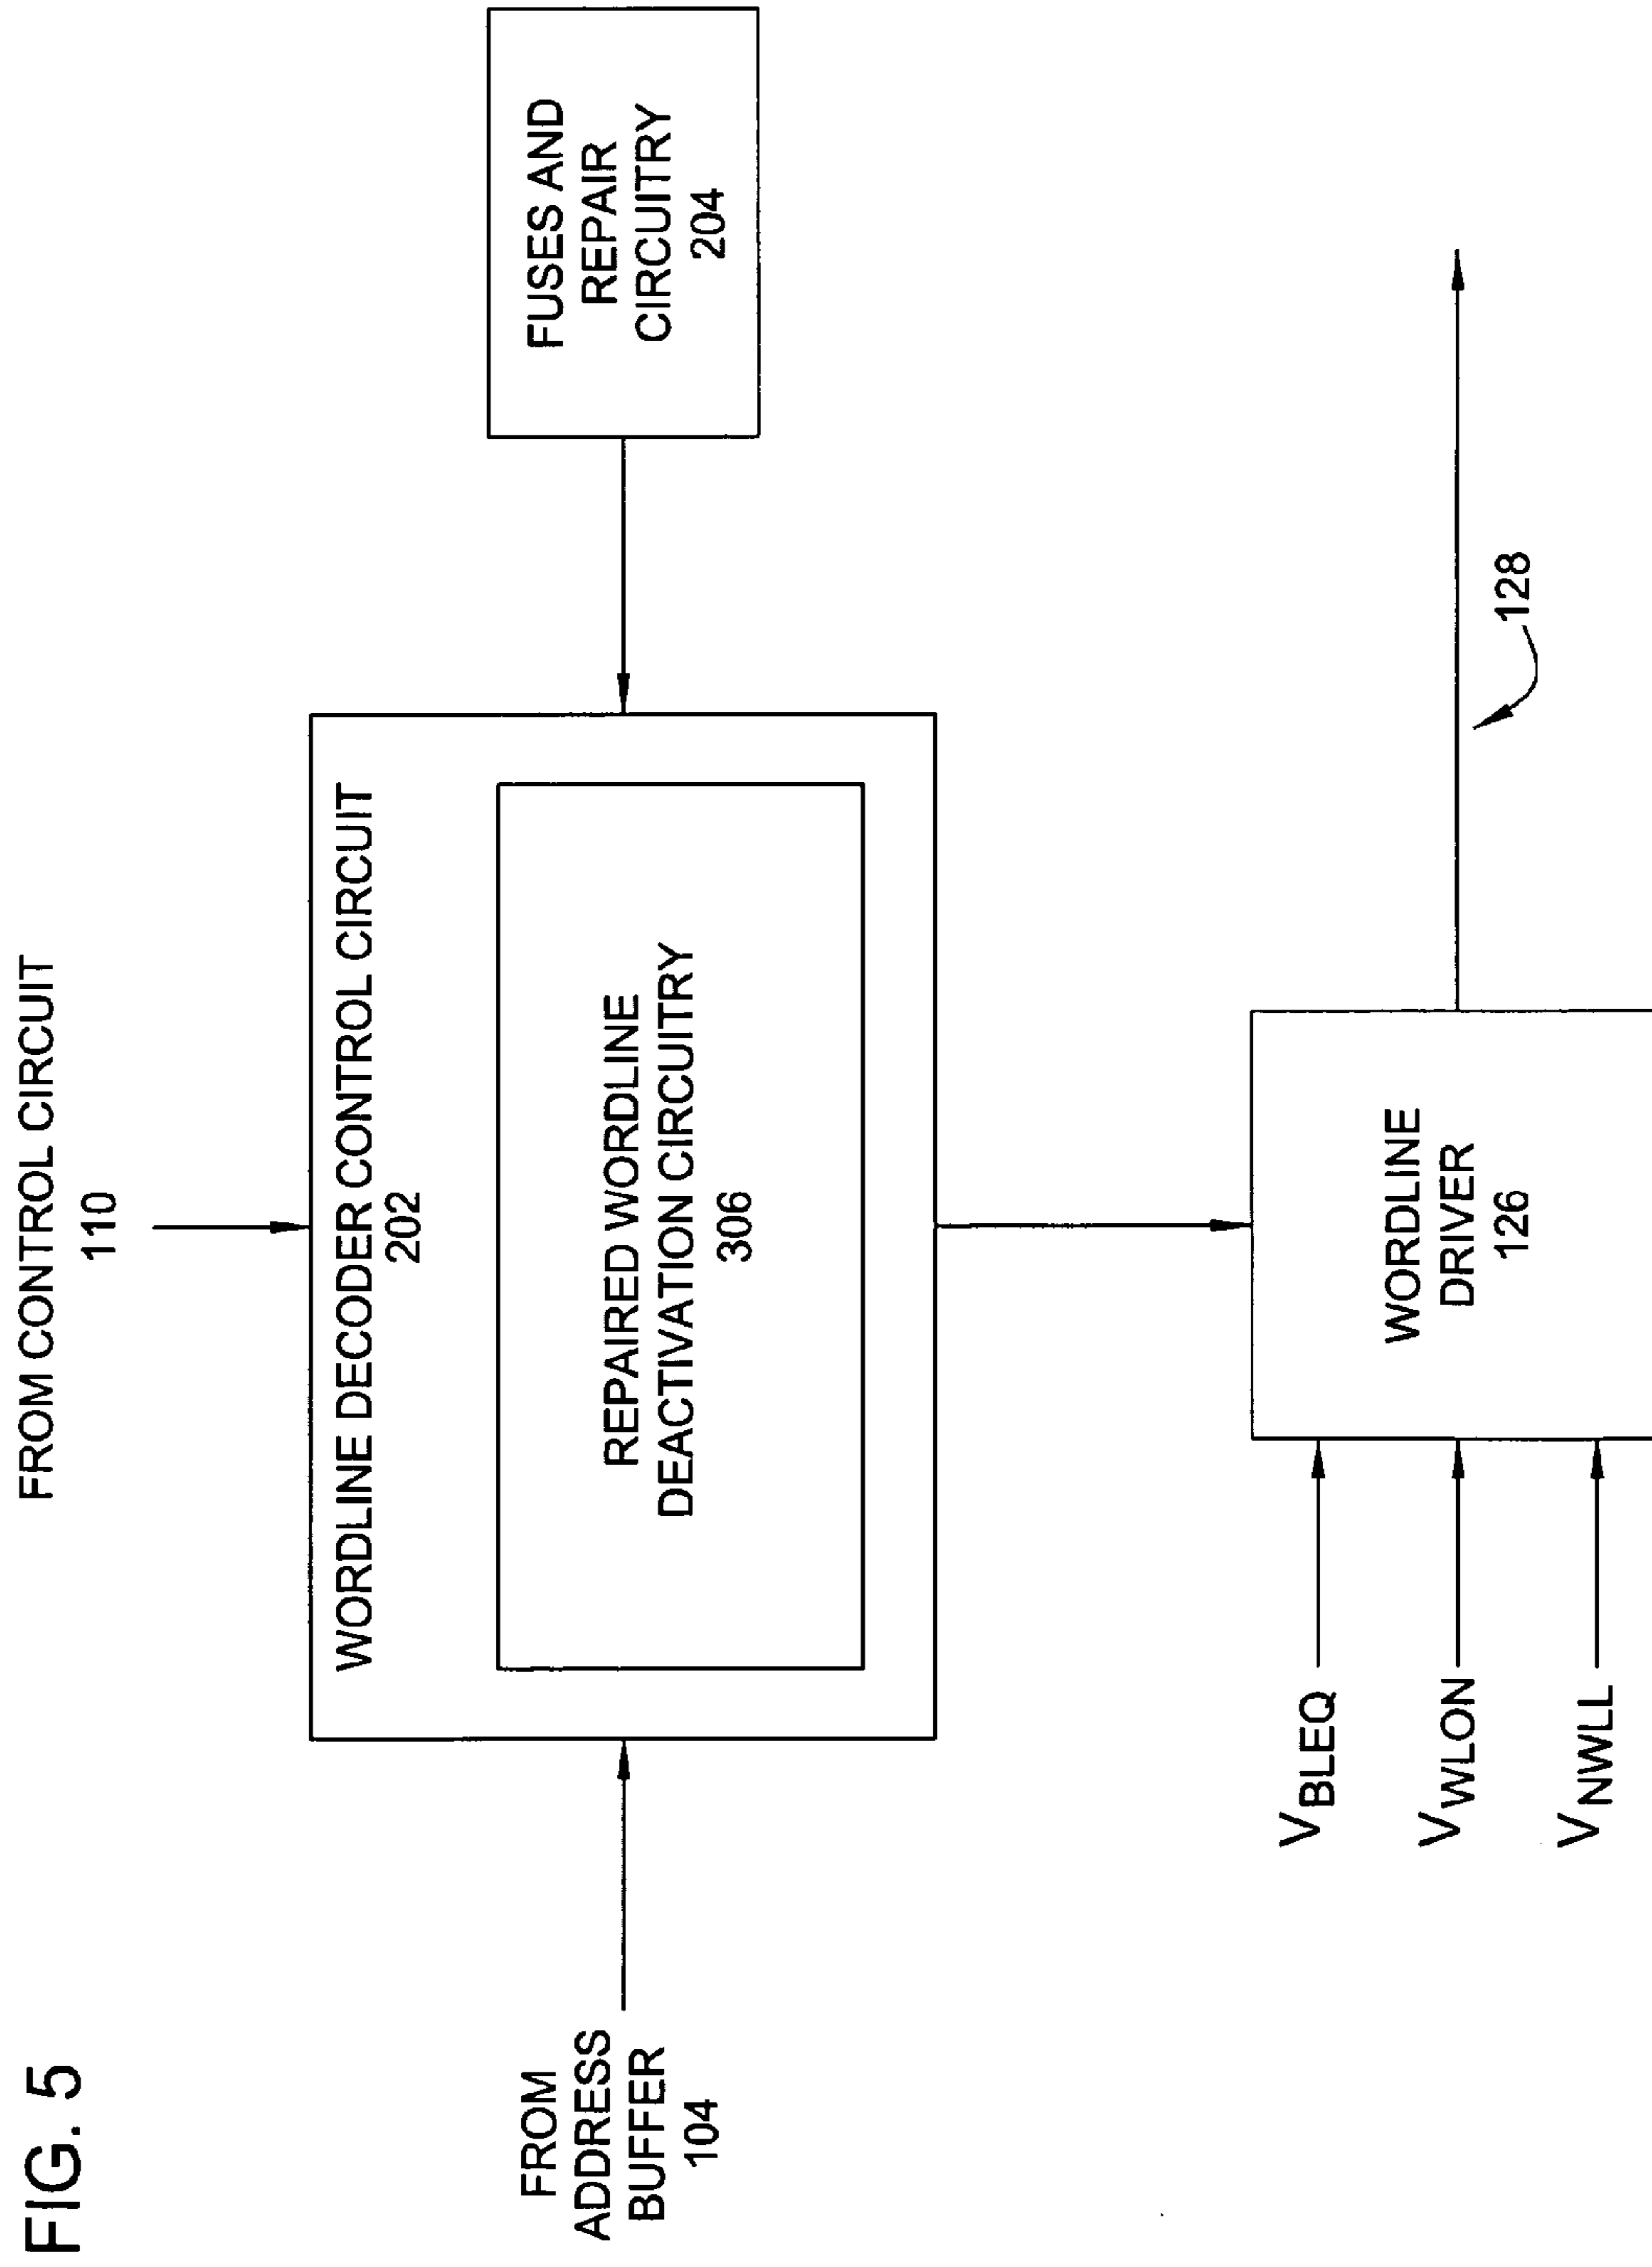 FIG. 5
FROM CONTROL CIRCUIT
110
WORDLINE DECODER CONTROL CIRCUIT
202
REPAIRED WORDLINE
DEACTIVATION CIRCUITRY
306
FROM
ADDRESS
BUFFER
104
FUSES AND
REPAIR
CIRCUITRY
204
WORDLINE
DRIVER
126
VBLEQ
VWLON
VNWLL
128